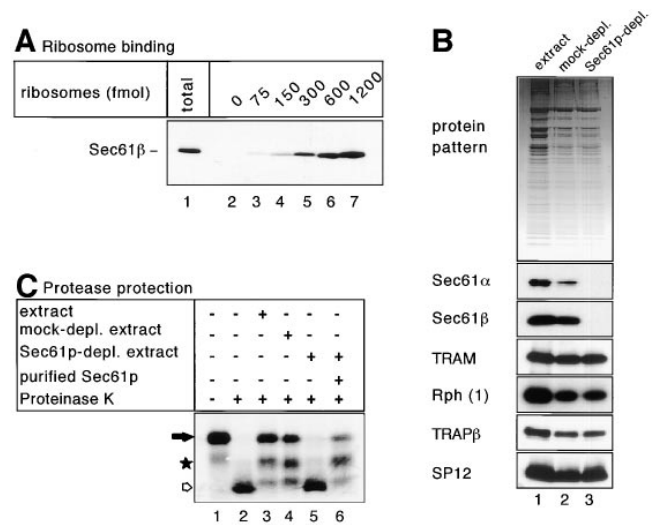 A Ribosome binding
ribosomes (fmol) total 0 75 150 300 600 1200
Sec61β –
1 2 3 4 5 6 7
B
extract mock-depl. Sec61p-depl.
protein
pattern
Sec61α
Sec61β
TRAM
Rph (1)
TRAPβ
SP12
1 2 3
C Protease protection
extract - - + - - -
mock-depl. extract - - - + - -
Sec61p-depl. extract - - - - + +
purified Sec61p - - - - - +
Proteinase K - + + + + +
1 2 3 4 5 6